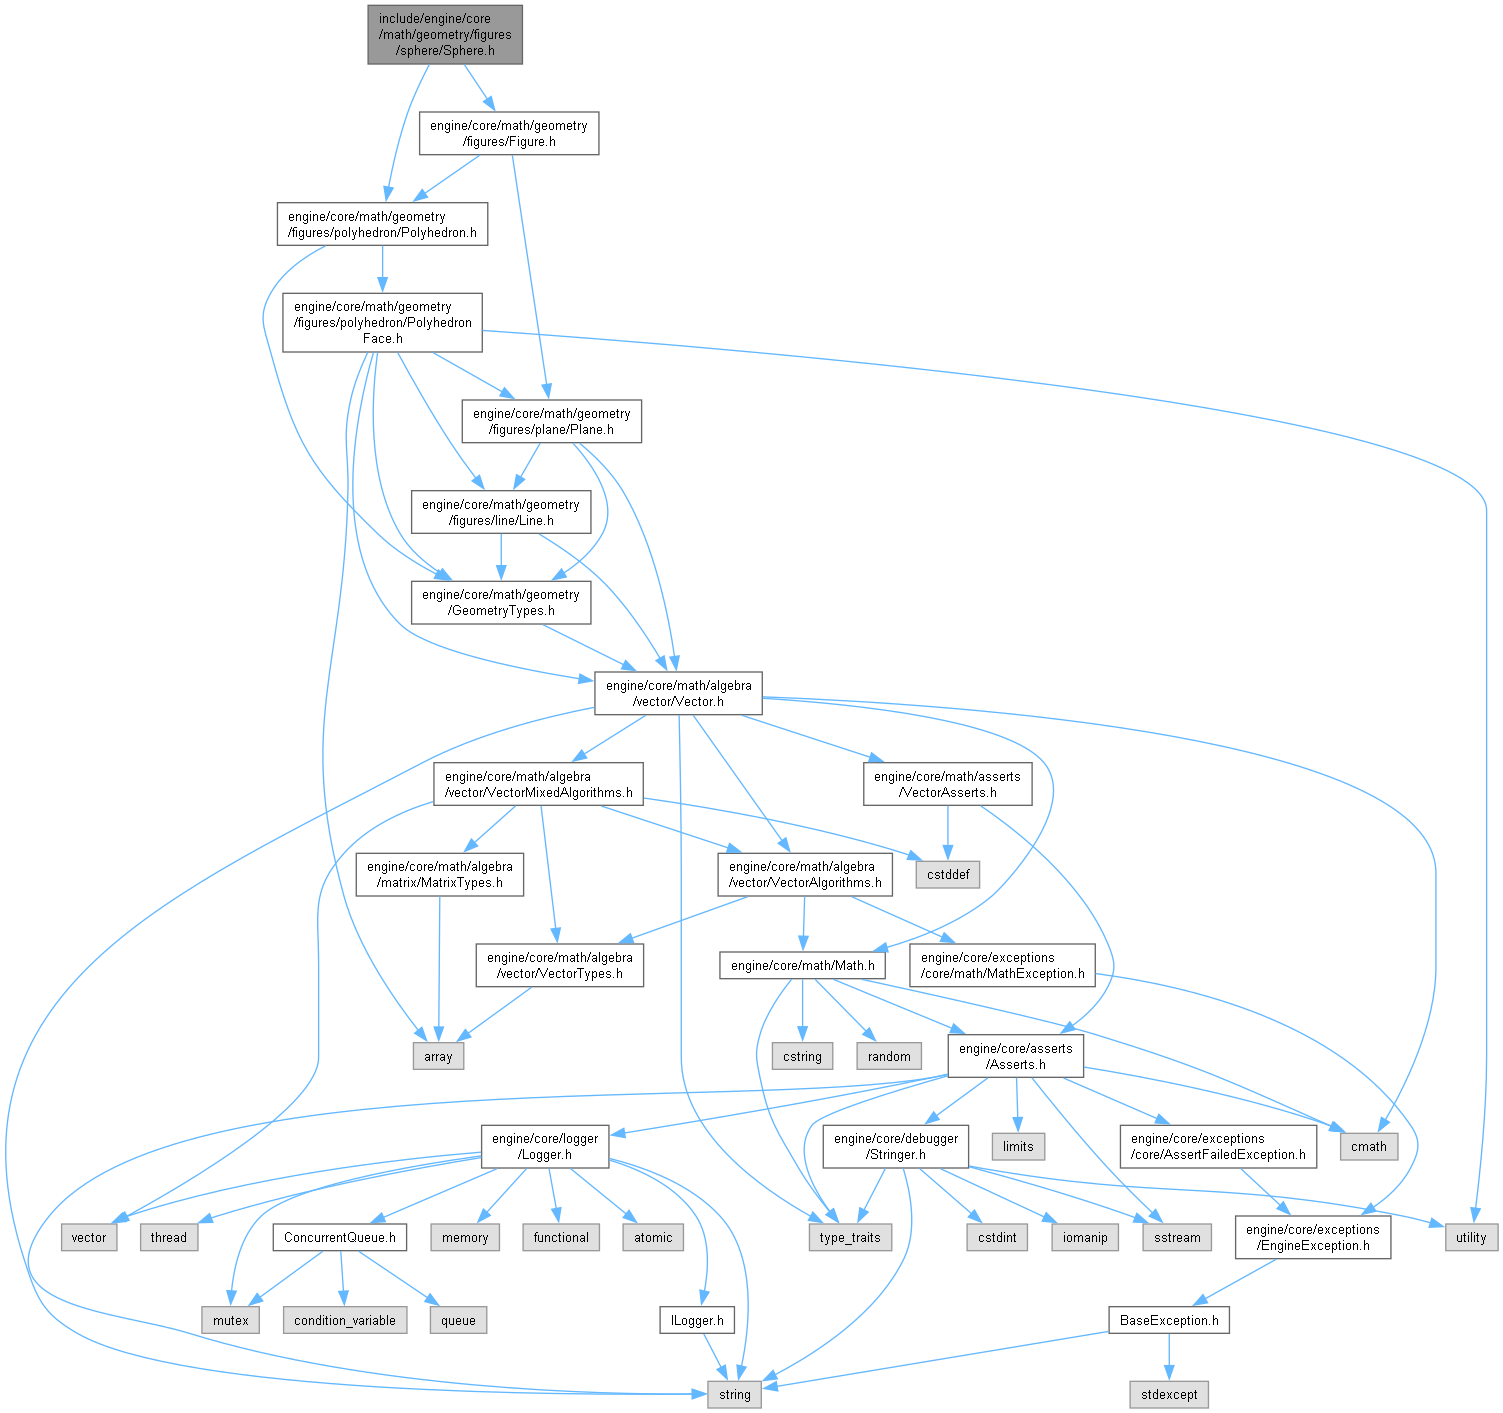 include/engine/core
/math/geometry/figures
/sphere/Sphere.h
engine/core/math/geometry
/figures/Figure.h
engine/core/math/geometry
/figures/polyhedron/Polyhedron.h
engine/core/math/geometry
/figures/polyhedron/Polyhedron
Face.h
engine/core/math/geometry
/figures/plane/Plane.h
engine/core/math/geometry
/figures/line/Line.h
engine/core/math/geometry
/GeometryTypes.h
engine/core/math/algebra
/vector/Vector.h
engine/core/math/algebra
/vector/VectorMixedAlgorithms.h
engine/core/math/asserts
/VectorAsserts.h
engine/core/math/algebra
/matrix/MatrixTypes.h
engine/core/math/algebra
/vector/VectorAlgorithms.h
cstddef
engine/core/math/algebra
/vector/VectorTypes.h
engine/core/math/Math.h
engine/core/exceptions
/core/math/MathException.h
array
cstring
random
engine/core/asserts
/Asserts.h
engine/core/logger
/Logger.h
engine/core/debugger
/Stringer.h
limits
engine/core/exceptions
/core/AssertFailedException.h
cmath
vector
thread
ConcurrentQueue.h
memory
functional
atomic
type_traits
cstdint
iomanip
sstream
engine/core/exceptions
/EngineException.h
utility
mutex
condition_variable
queue
ILogger.h
BaseException.h
string
stdexcept